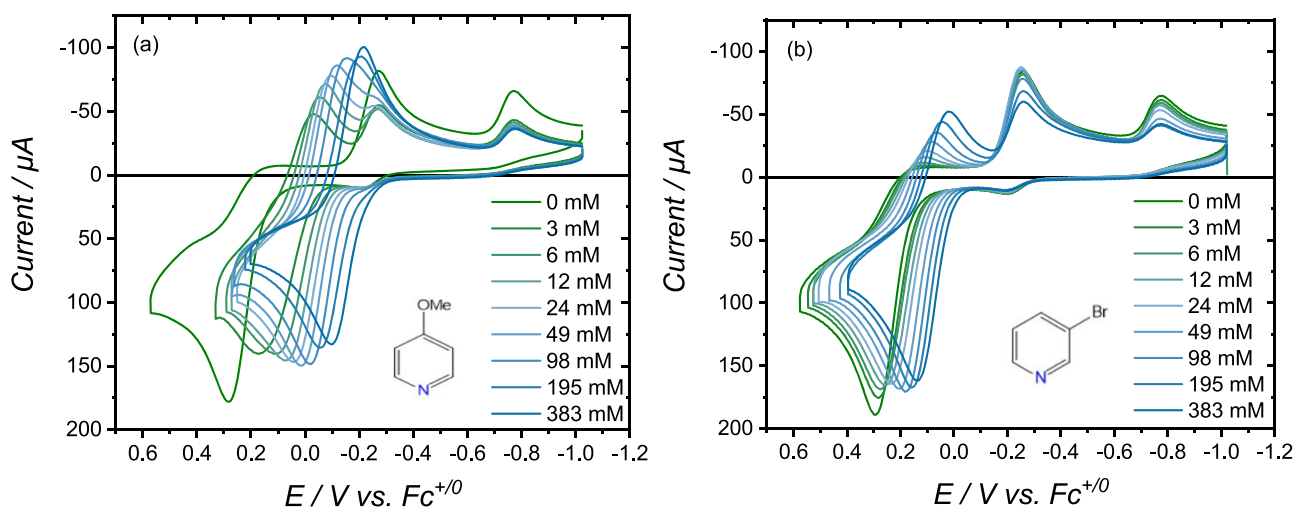 (a)
-100
-50
0
50
100
150
200
Current / µA
0 mM
3 mM
6 mM
12 mM
24 mM
49 mM
98 mM
195 mM
383 mM
OMe
N
0.6 0.4 0.2 0.0 -0.2 -0.4 -0.6 -0.8 -1.0 -1.2
E / V vs. Fc⁺/⁰
(b)
-100
-50
0
50
100
150
200
Current / µA
0 mM
3 mM
6 mM
12 mM
24 mM
49 mM
98 mM
195 mM
383 mM
Br
N
0.6 0.4 0.2 0.0 -0.2 -0.4 -0.6 -0.8 -1.0 -1.2
E / V vs. Fc⁺/⁰